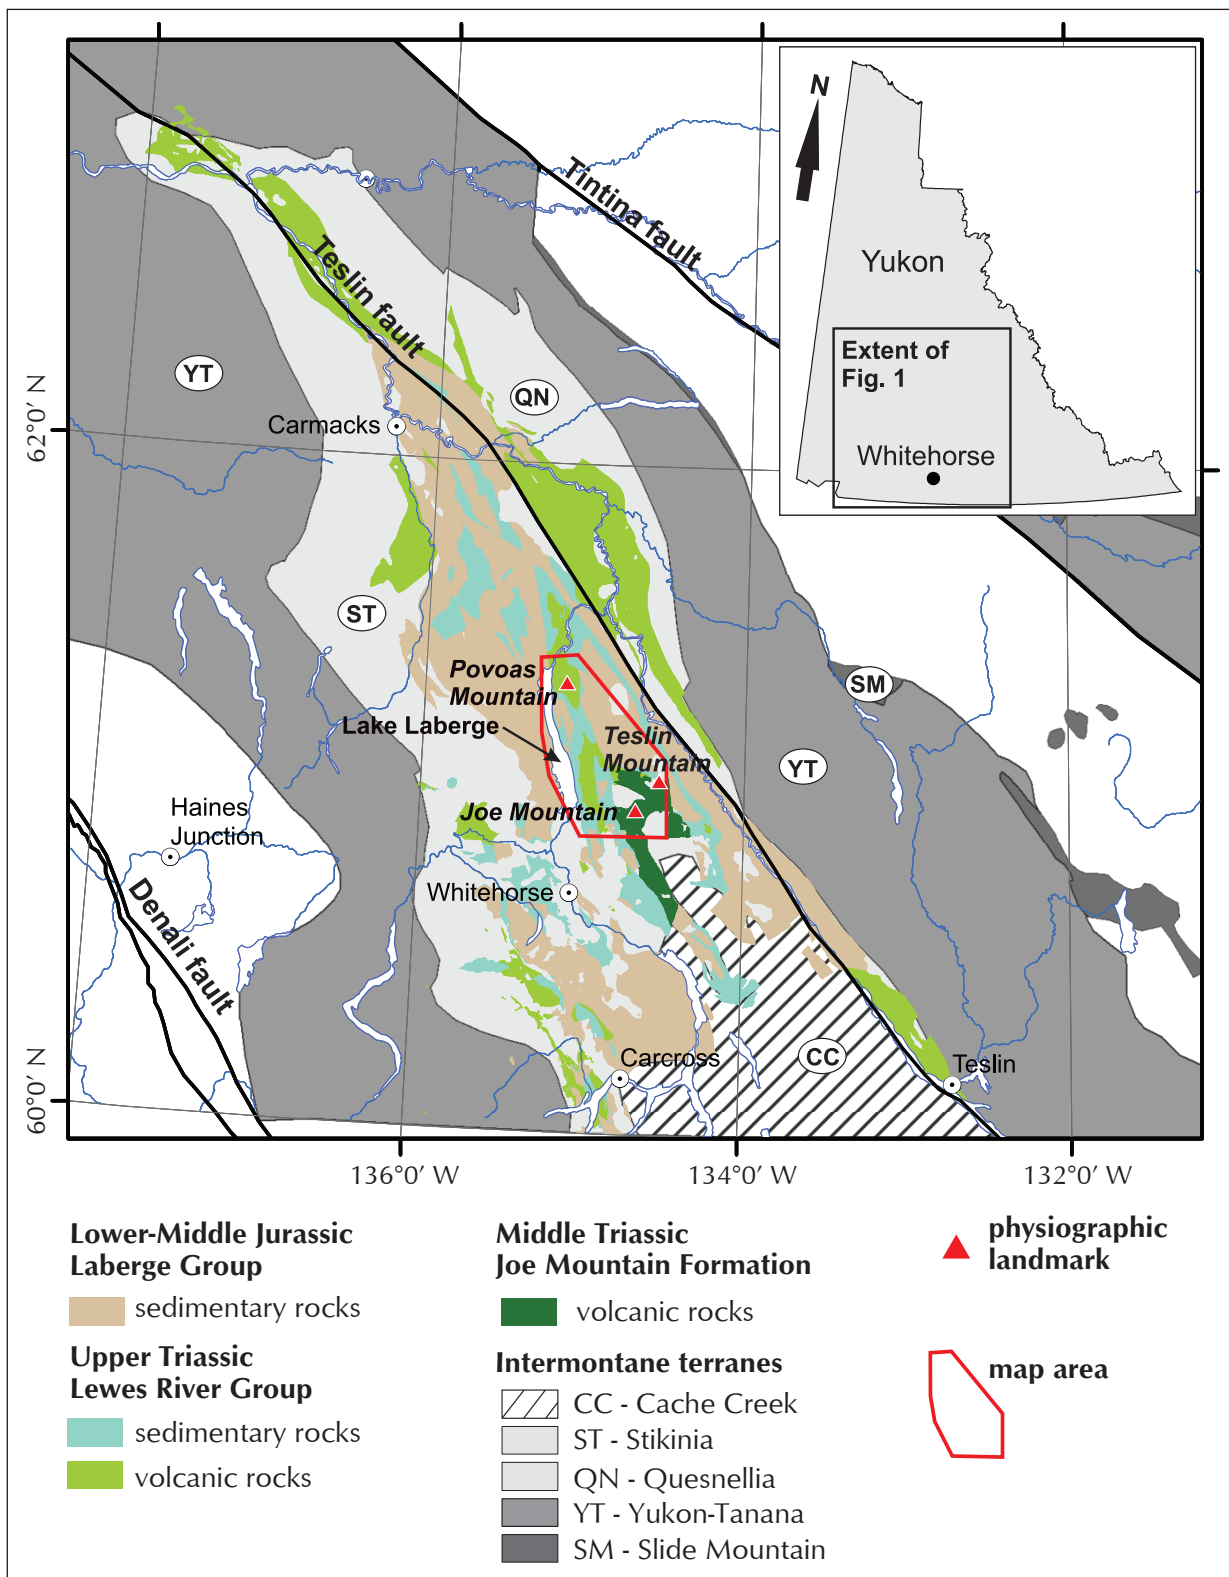 N
Yukon
Extent of
Fig. 1
Whitehorse
Tintina fault
Teslin fault
YT
QN
62°0′ N
Carmacks
ST
Povoas
Mountain
SM
Lake Laberge
Teslin
Mountain
YT
Haines
Junction
Joe Mountain
Whitehorse
Denali fault
Carcross
CC
Teslin
60°0′ N
136°0′ W
134°0′ W
132°0′ W
Lower-Middle Jurassic
Laberge Group
sedimentary rocks
Upper Triassic
Lewes River Group
sedimentary rocks
volcanic rocks
Middle Triassic
Joe Mountain Formation
volcanic rocks
Intermontane terranes
CC - Cache Creek
ST - Stikinia
QN - Quesnellia
YT - Yukon-Tanana
SM - Slide Mountain
physiographic
landmark
map area